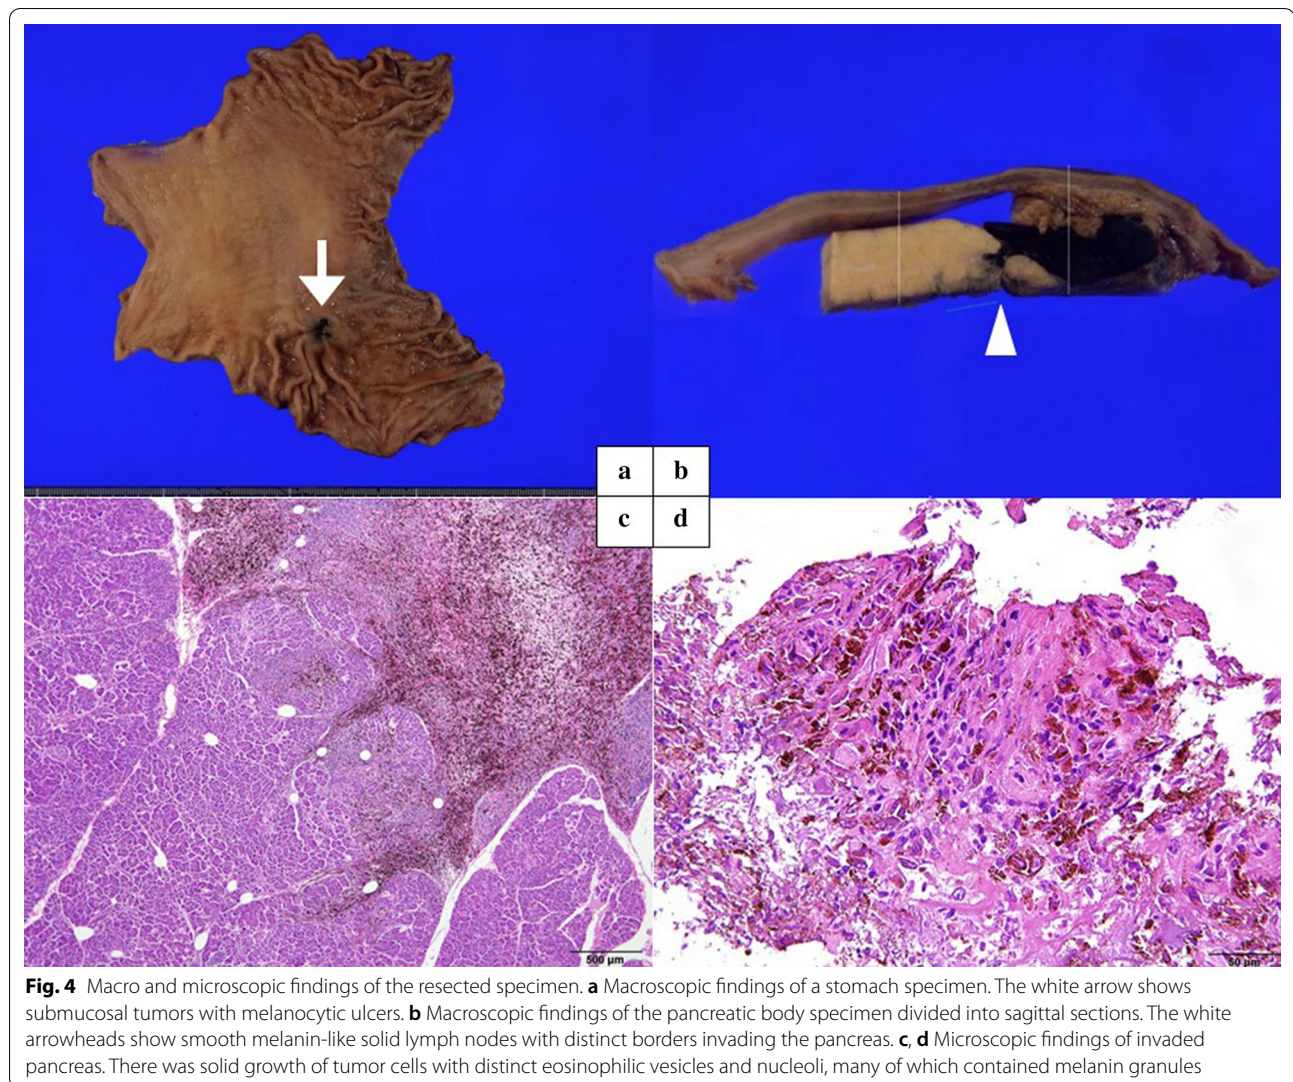 a b
c d
500 µm
50 µm
Fig. 4 Macro and microscopic findings of the resected specimen. a Macroscopic findings of a stomach specimen. The white arrow shows
submucosal tumors with melanocytic ulcers. b Macroscopic findings of the pancreatic body specimen divided into sagittal sections. The white
arrowheads show smooth melanin-like solid lymph nodes with distinct borders invading the pancreas. c, d Microscopic findings of invaded
pancreas. There was solid growth of tumor cells with distinct eosinophilic vesicles and nucleoli, many of which contained melanin granules